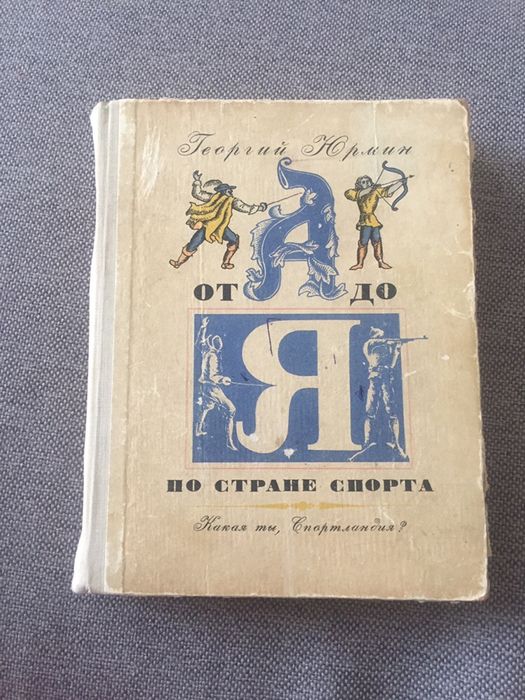 Георгий Юрмин
А
ОТ ДО
Я
ПО СТРАНЕ СПОРТА
Какая ты, Спортландия?